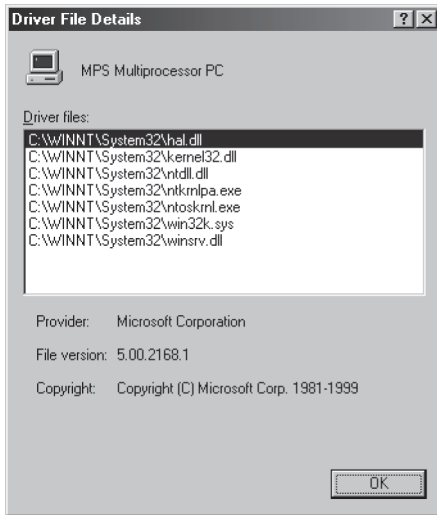 Driver File Details
MPS Multiprocessor PC
Driver files:
C:\WINNT\System32\hal.dll
C:\WINNT\System32\kernel32.dll
C:\WINNT\System32\ntdll.dll
C:\WINNT\System32\ntkrnlpa.exe
C:\WINNT\System32\ntoskrnl.exe
C:\WINNT\System32\win32k.sys
C:\WINNT\System32\winsrv.dll
Provider: Microsoft Corporation
File version: 5.00.2168.1
Copyright: Copyright (C) Microsoft Corp. 1981-1999
OK